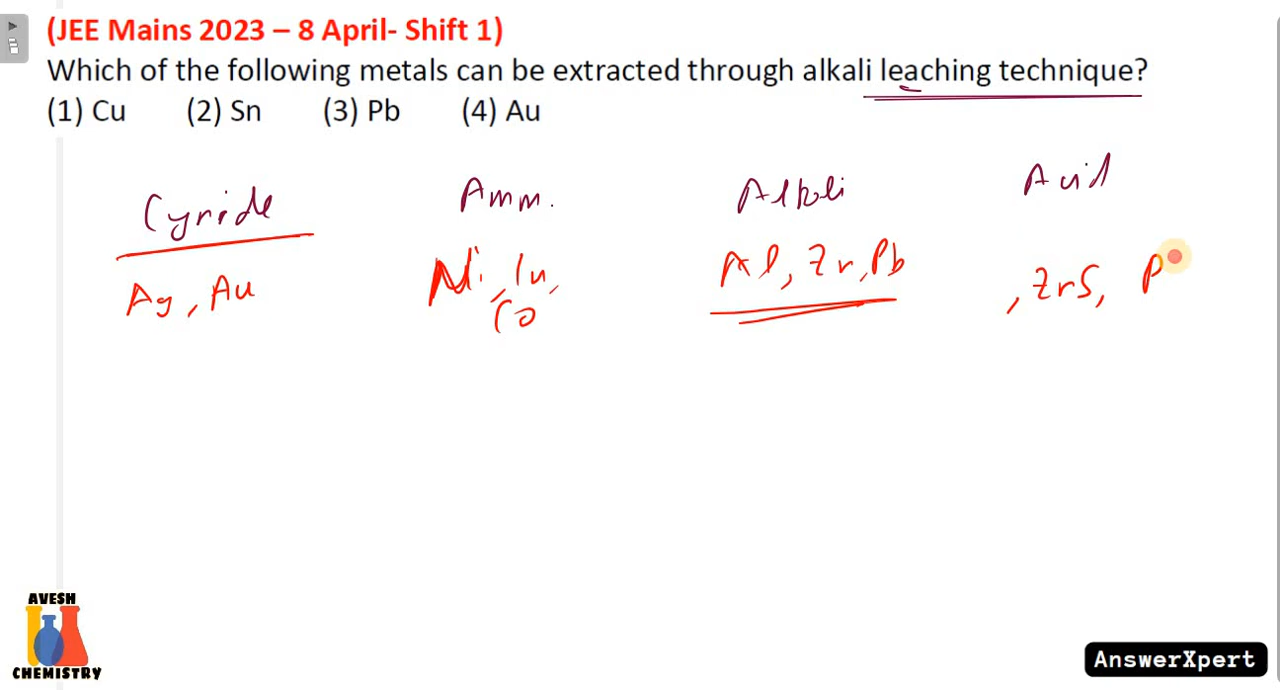 (JEE Mains 2023 – 8 April- Shift 1)
Which of the following metals can be extracted through alkali leaching technique?
(1) Cu (2) Sn (3) Pb (4) Au
Cynide Amm. Alkali Acid
Ag, Au Ni, Cu, Al, Zr, Pb , ZrS, P
Co
AVESH
CHEMISTRY
AnswerXpert